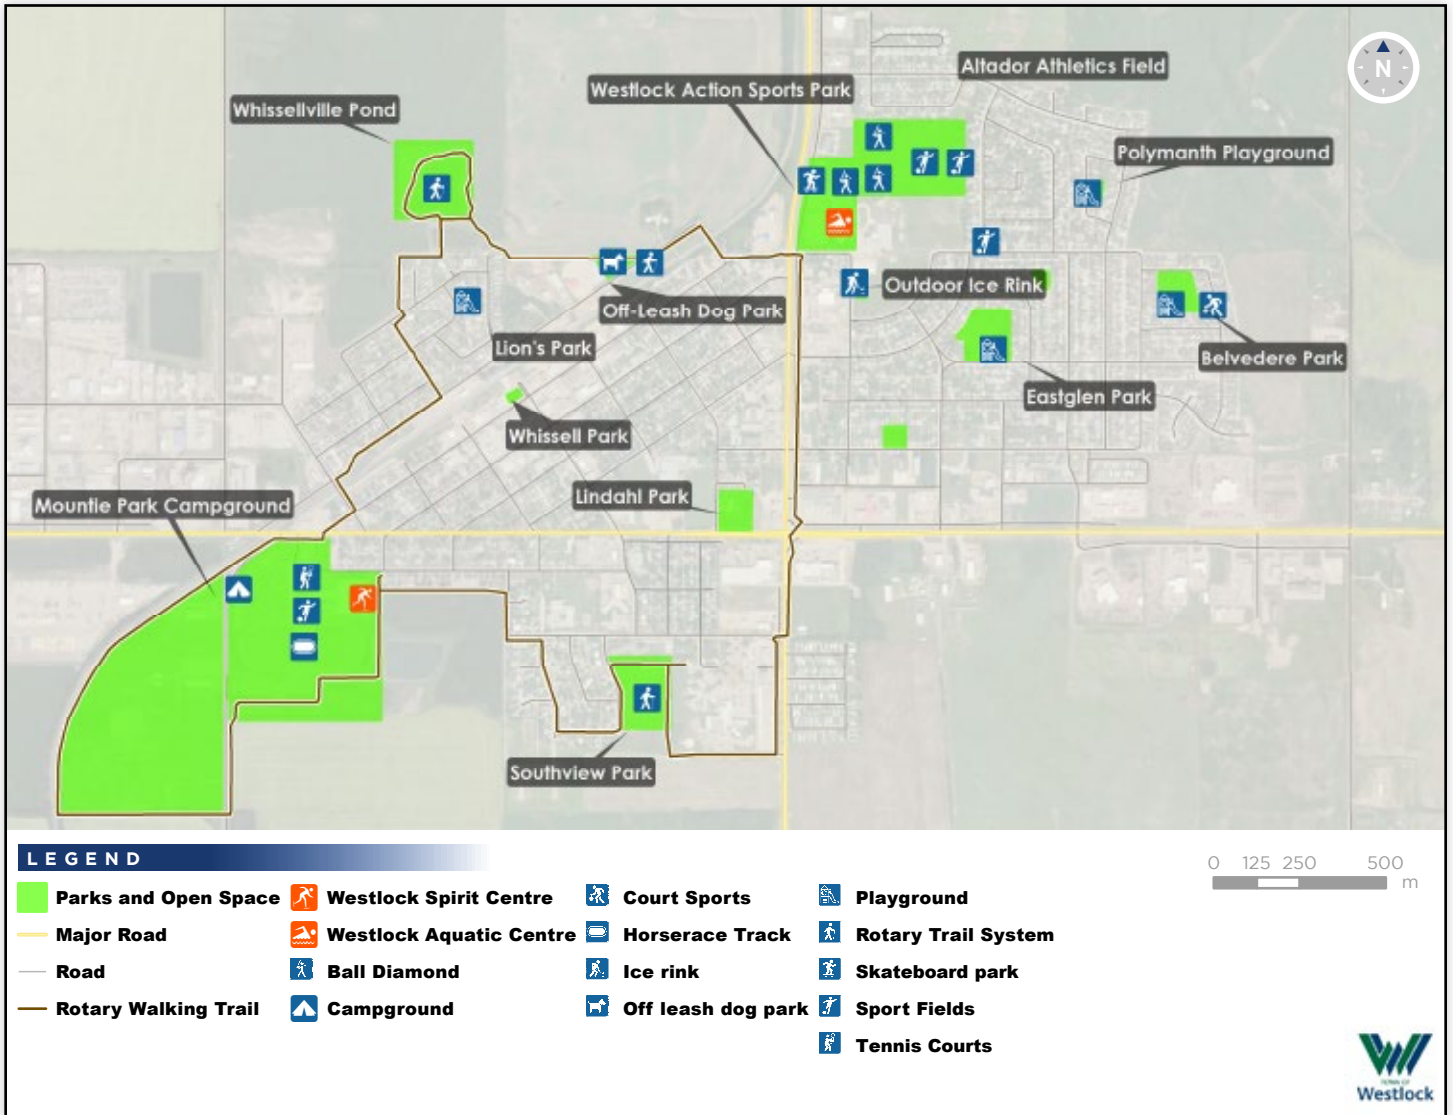 Altador Athletics Field
N
Westlock Action Sports Park
Whissellville Pond
Polymanth Playground
Outdoor Ice Rink
Off-Leash Dog Park
Lion's Park
Belvedere Park
Eastglen Park
Whissell Park
Lindahl Park
Mountie Park Campground
Southview Park
LEGEND
Parks and Open Space
Major Road
Road
Rotary Walking Trail
Westlock Spirit Centre
Westlock Aquatic Centre
Ball Diamond
Campground
Court Sports
Horserace Track
Ice rink
Off leash dog park
Playground
Rotary Trail System
Skateboard park
Sport Fields
Tennis Courts
0 125 250 500
m
TOWN OF
Westlock